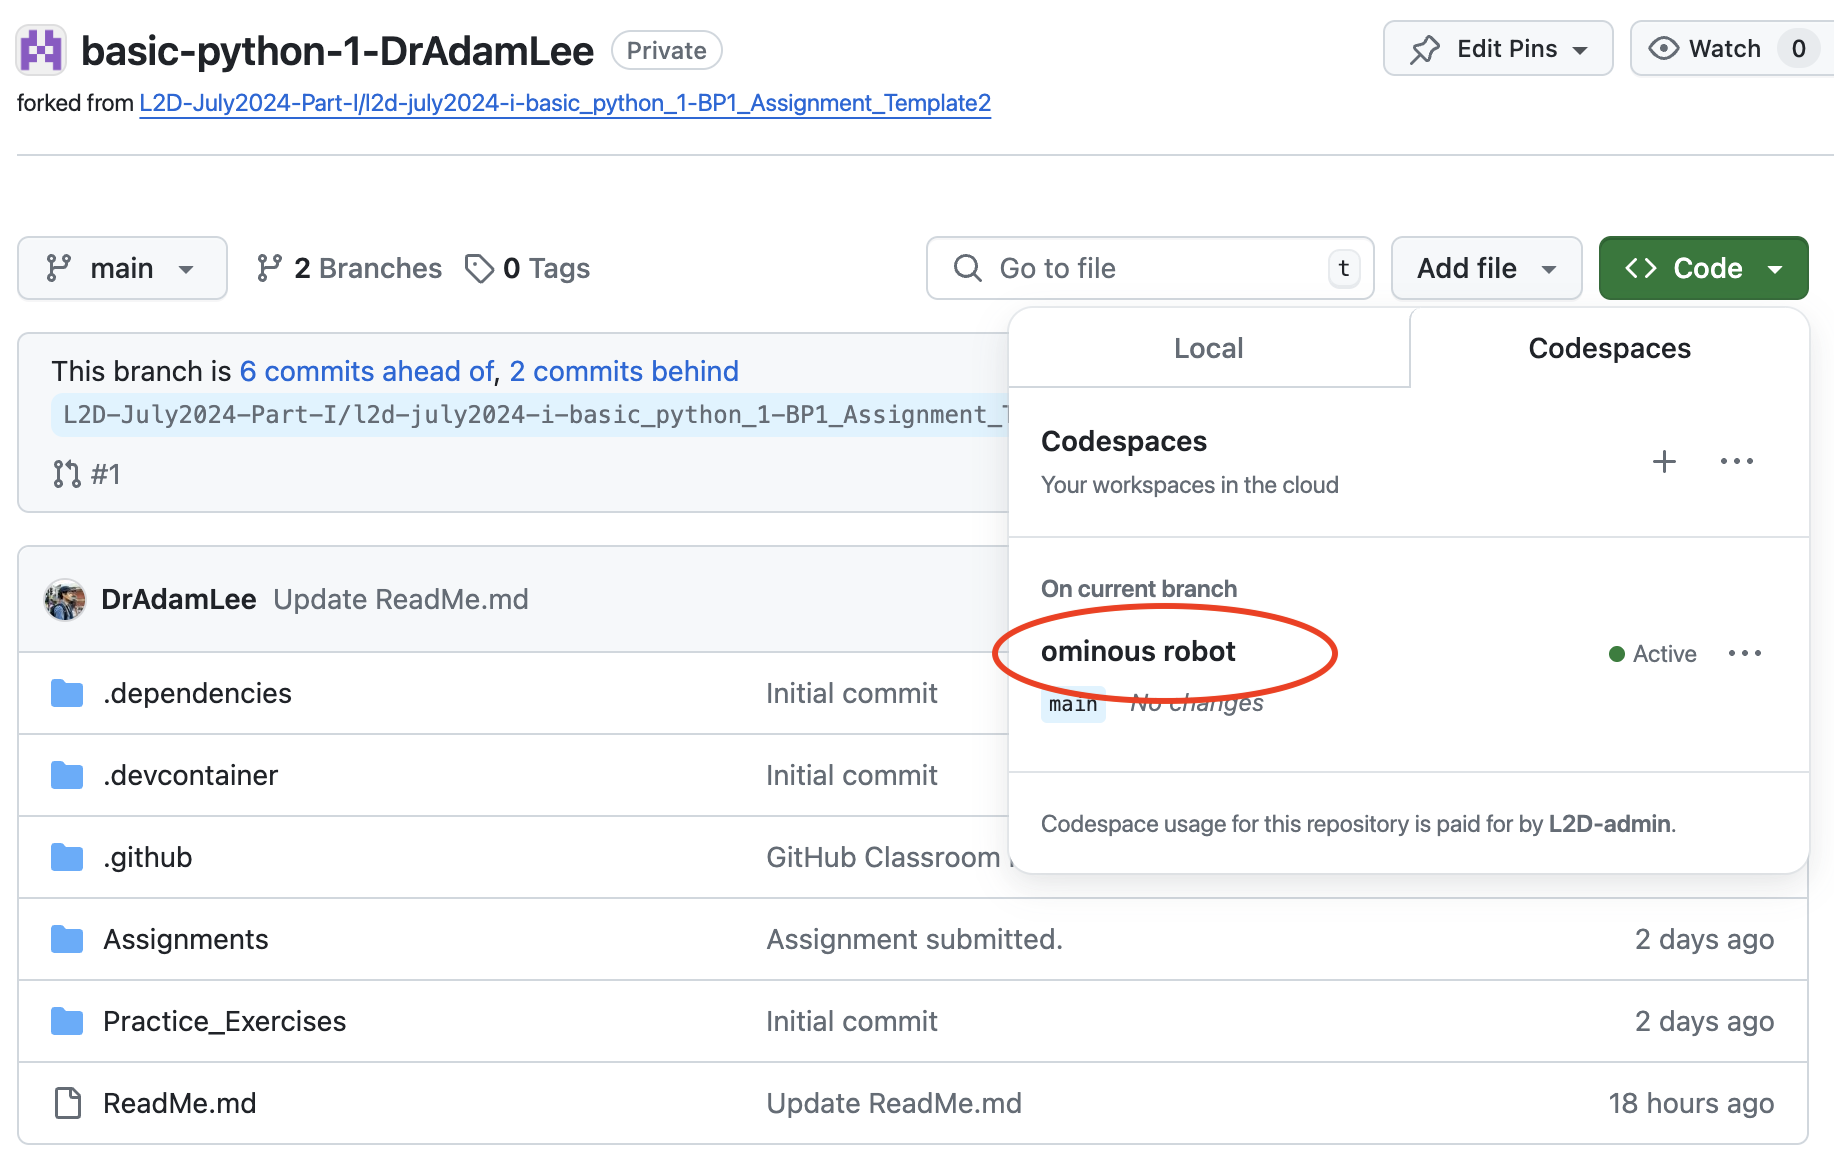 basic-python-1-DrAdamLee Private Edit Pins Watch 0
forked from L2D-July2024-Part-I/l2d-july2024-i-basic_python_1-BP1_Assignment_Template2
main 2 Branches 0 Tags Go to file t Add file Code
Local Codespaces
This branch is 6 commits ahead of, 2 commits behind
L2D-July2024-Part-I/l2d-july2024-i-basic_python_1-BP1_Assignment_
#1
Codespaces
Your workspaces in the cloud
On current branch
ominous robot Active
main No changes
Codespace usage for this repository is paid for by L2D-admin.
DrAdamLee Update ReadMe.md
.dependencies Initial commit
.devcontainer Initial commit
.github GitHub Classroom
Assignments Assignment submitted. 2 days ago
Practice_Exercises Initial commit 2 days ago
ReadMe.md Update ReadMe.md 18 hours ago